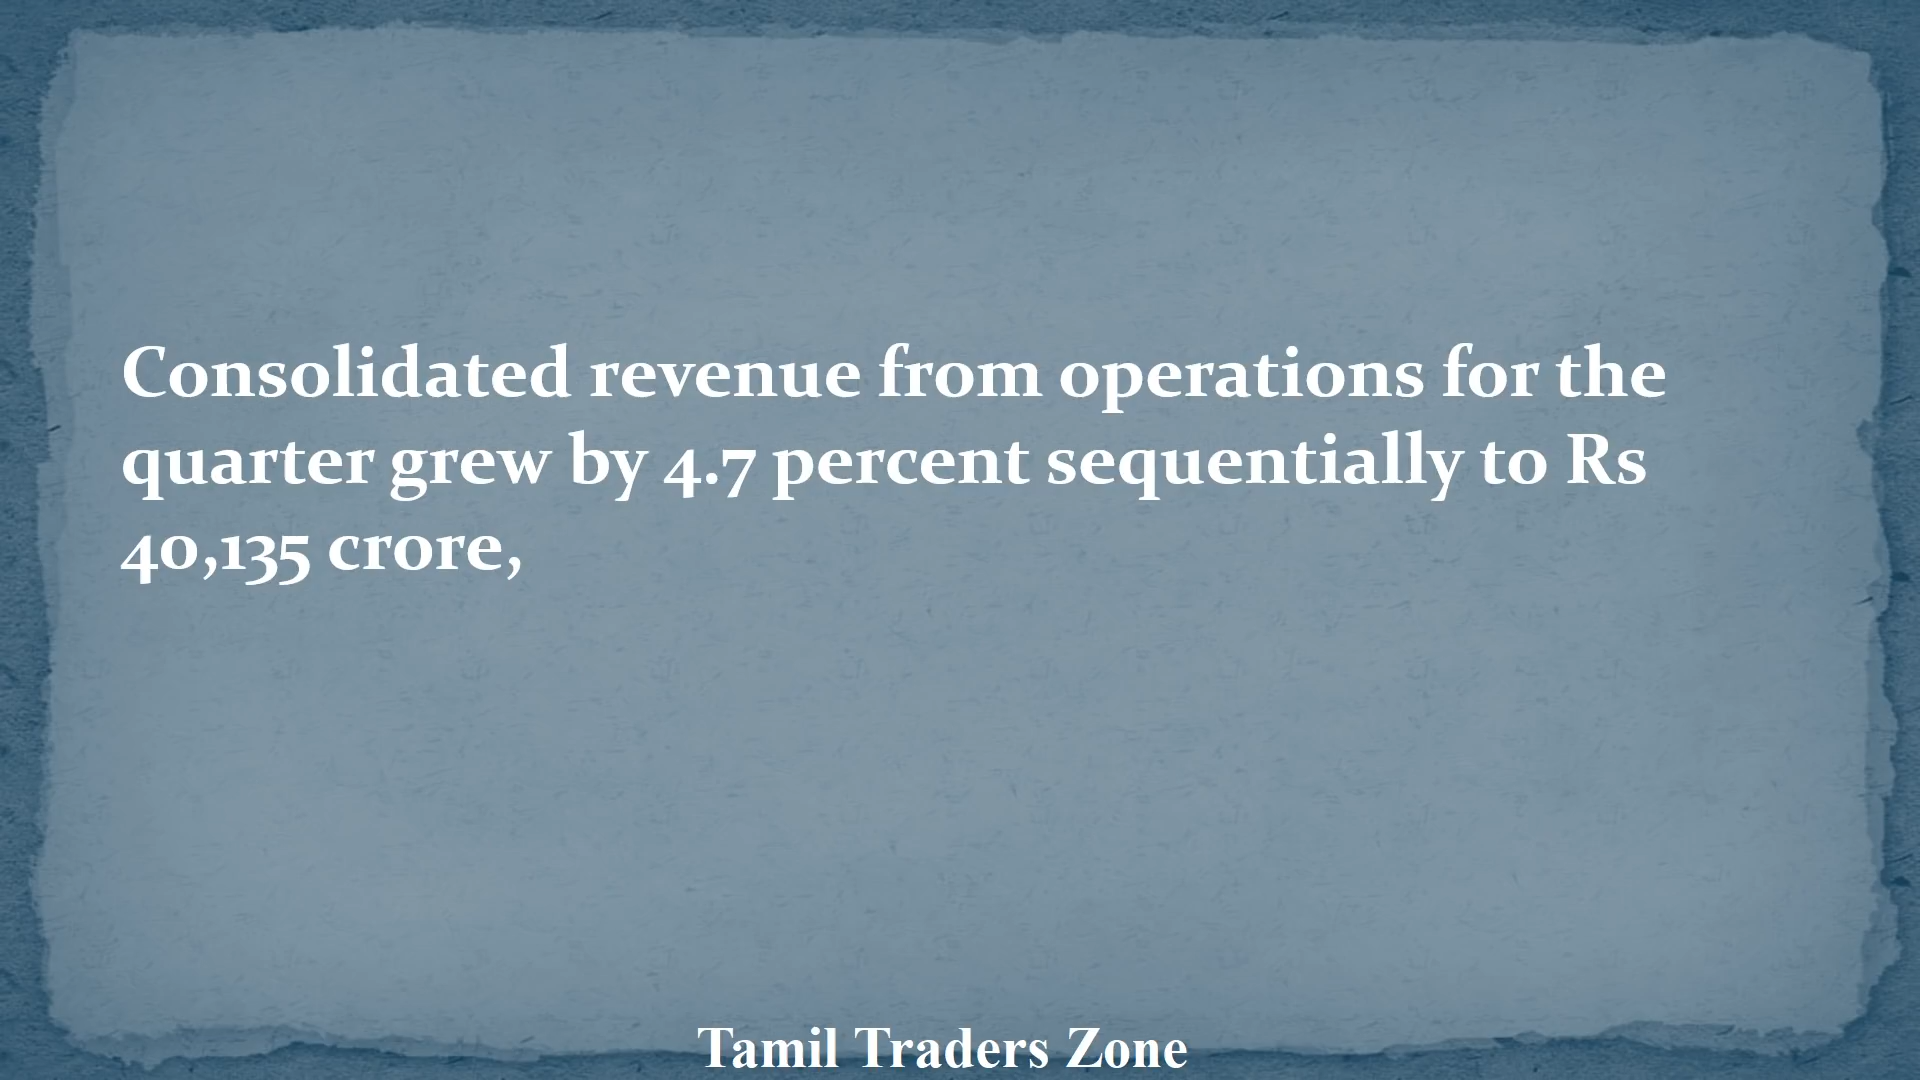 Consolidated revenue from operations for the
quarter grew by 4.7 percent sequentially to Rs
40,135 crore,
Tamil Traders Zone